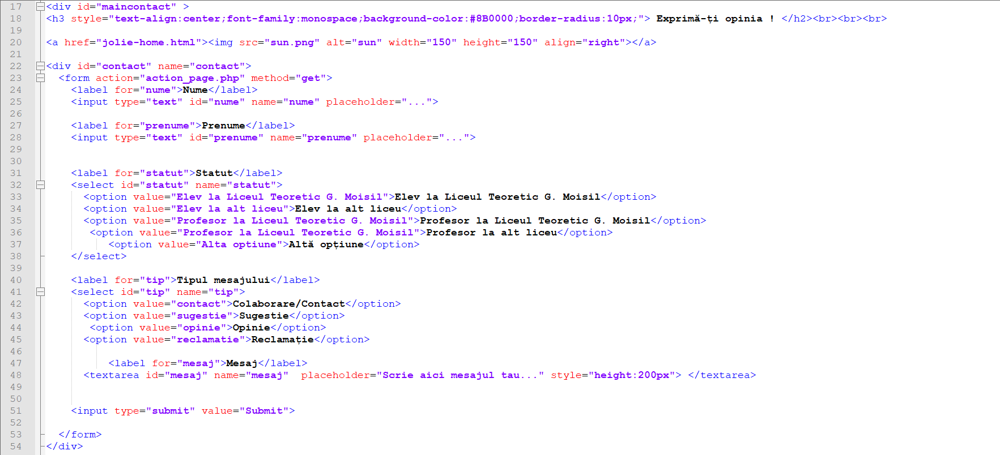 17 <div id="maincontact" >
18 <h3 style="text-align:center;font-family:monospace;background-color:#8B0000;border-radius:10px;"> Exprimă-ți opinia ! </h2><br><br><br>
19
20 <a href="jolie-home.html"><img src="sun.png" alt="sun" width="150" height="150" align="right"></a>
21
22 <div id="contact" name="contact">
23 <form action="action_page.php" method="get">
24 <label for="nume">Nume</label>
25 <input type="text" id="nume" name="nume" placeholder="...">
26
27 <label for="prenume">Prenume</label>
28 <input type="text" id="prenume" name="prenume" placeholder="...">
29
30
31 <label for="statut">Statut</label>
32 <select id="statut" name="statut">
33 <option value="Elev la Liceul Teoretic G. Moisil">Elev la Liceul Teoretic G. Moisil</option>
34 <option value="Elev la alt liceu">Elev la alt liceu</option>
35 <option value="Profesor la Liceul Teoretic G. Moisil">Profesor la Liceul Teoretic G. Moisil</option>
36 <option value="Profesor la Liceul Teoretic G. Moisil">Profesor la alt liceu</option>
37 <option value="Alta optiune">Altă opțiune</option>
38 </select>
39
40 <label for="tip">Tipul mesajului</label>
41 <select id="tip" name="tip">
42 <option value="contact">Colaborare/Contact</option>
43 <option value="sugestie">Sugestie</option>
44 <option value="opinie">Opinie</option>
45 <option value="reclamatie">Reclamație</option>
46
47 <label for="mesaj">Mesaj</label>
48 <textarea id="mesaj" name="mesaj"  placeholder="Scrie aici mesajul tau..." style="height:200px"> </textarea>
49
50
51 <input type="submit" value="Submit">
52
53 </form>
54 </div>